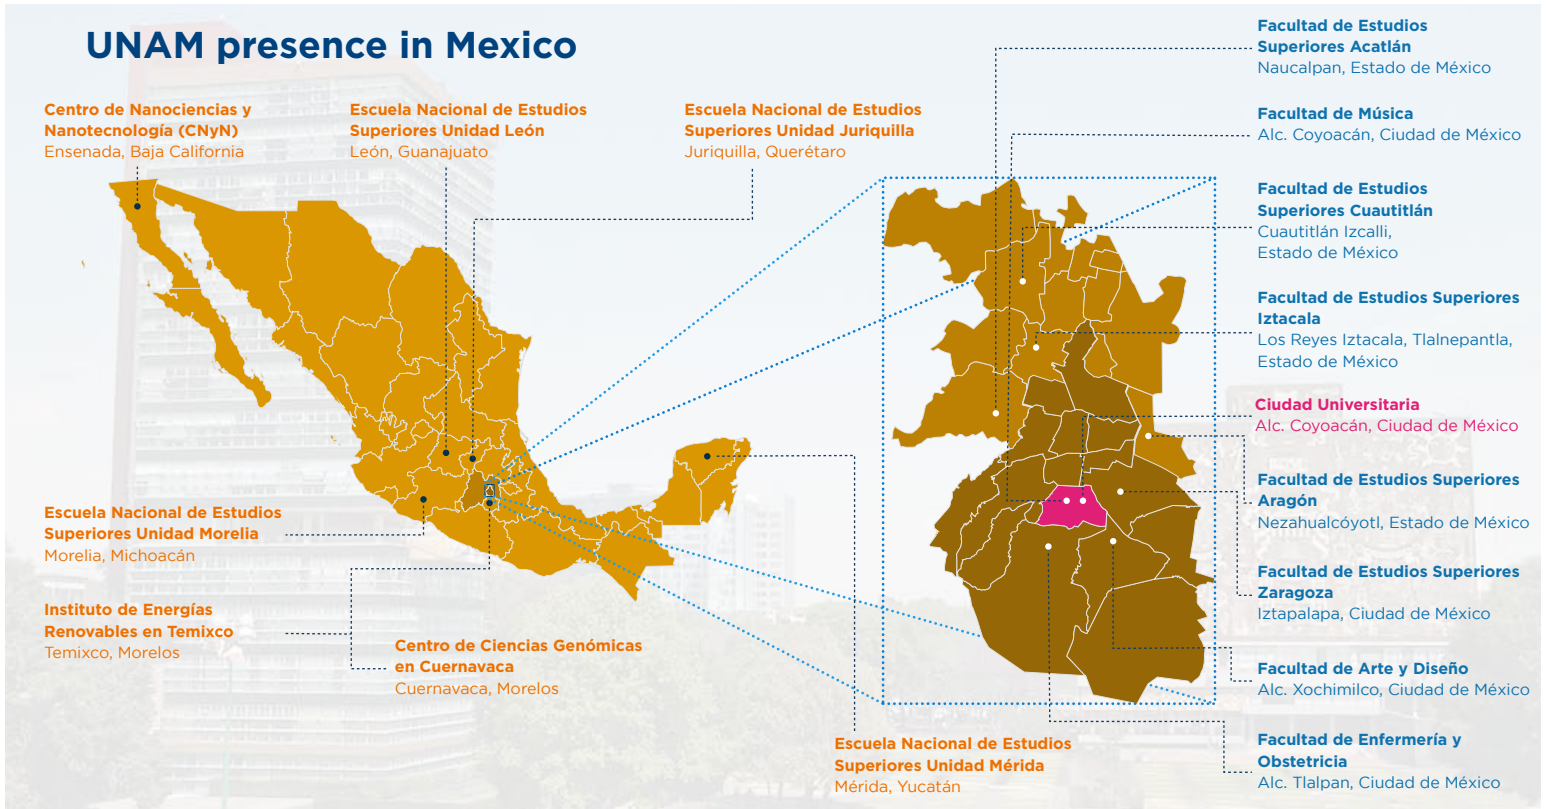 UNAM presence in Mexico
Centro de Nanociencias y
Nanotecnología (CNyN)
Ensenada, Baja California
Escuela Nacional de Estudios
Superiores Unidad León
León, Guanajuato
Escuela Nacional de Estudios
Superiores Unidad Juriquilla
Juriquilla, Querétaro
Escuela Nacional de Estudios
Superiores Unidad Morelia
Morelia, Michoacán
Instituto de Energías
Renovables en Temixco
Temixco, Morelos
Centro de Ciencias Genómicas
en Cuernavaca
Cuernavaca, Morelos
Escuela Nacional de Estudios
Superiores Unidad Mérida
Mérida, Yucatán
Facultad de Estudios
Superiores Acatlán
Naucalpan, Estado de México
Facultad de Música
Alc. Coyoacán, Ciudad de México
Facultad de Estudios
Superiores Cuautitlán
Cuautitlán Izcalli,
Estado de México
Facultad de Estudios Superiores
Iztacala
Los Reyes Iztacala, Tlalnepantla,
Estado de México
Ciudad Universitaria
Alc. Coyoacán, Ciudad de México
Facultad de Estudios Superiores
Aragón
Nezahualcóyotl, Estado de México
Facultad de Estudios Superiores
Zaragoza
Iztapalapa, Ciudad de México
Facultad de Arte y Diseño
Alc. Xochimilco, Ciudad de México
Facultad de Enfermería y
Obstetricia
Alc. Tlalpan, Ciudad de México